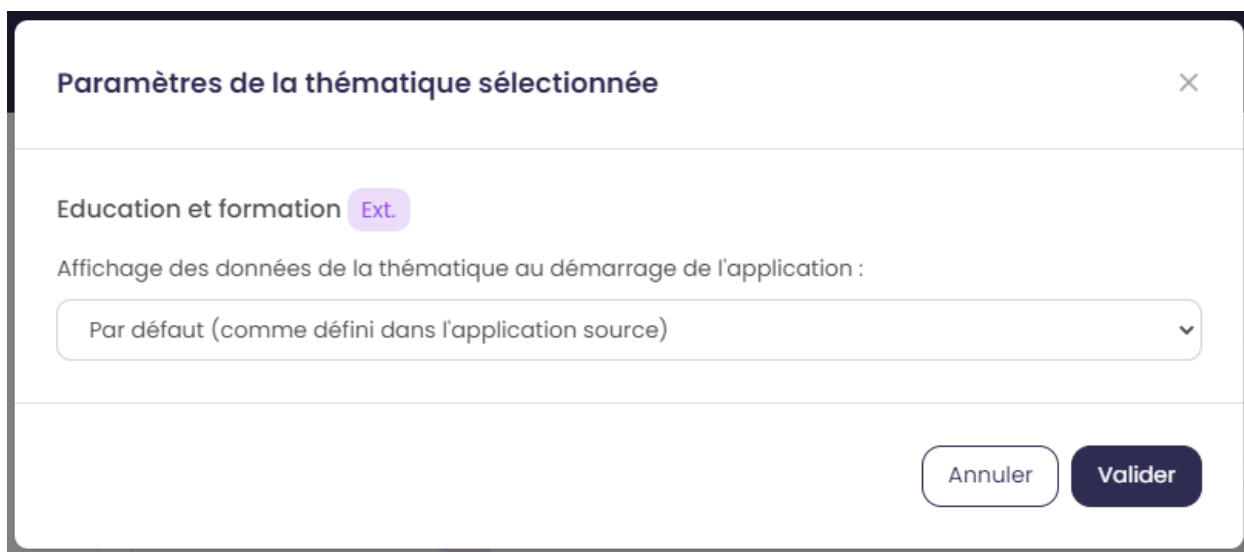 Paramètres de la thématique sélectionnée
Education et formation Ext.
Affichage des données de la thématique au démarrage de l'application :
Par défaut (comme défini dans l'application source)
Annuler Valider